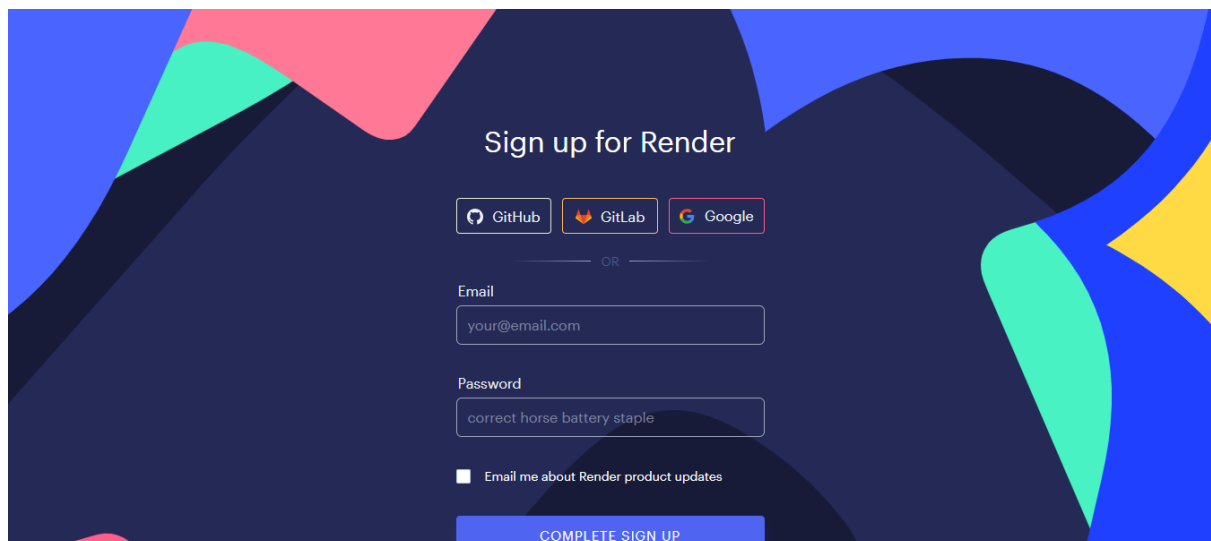 Sign up for Render
GitHub GitLab Google
OR
Email
your@email.com
Password
correct horse battery staple
Email me about Render product updates
COMPLETE SIGN UP